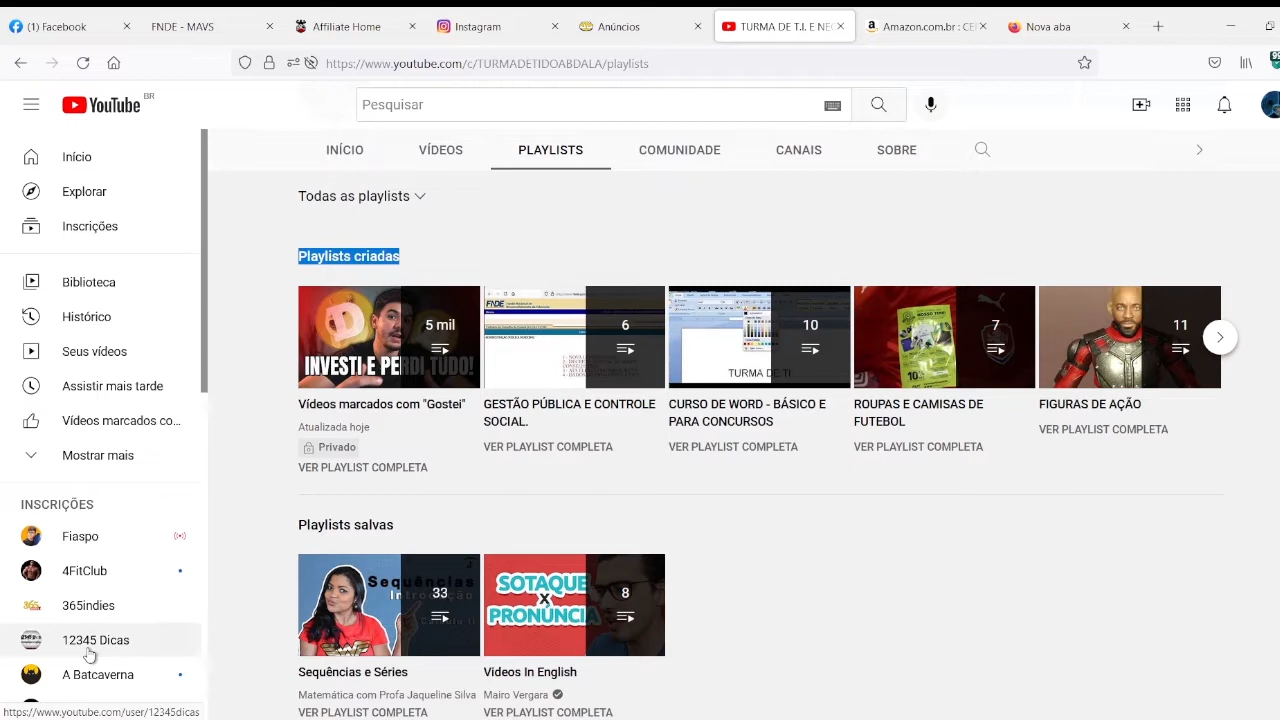 (1) Facebook
FNDE - MAVS
Affiliate Home
Instagram
Anúncios
TURMA DE T.I. E NEG
Amazon.com.br : CEI
Nova aba
https://www.youtube.com/c/TURMADETIDOABDALA/playlists
YouTube BR
Pesquisar
INÍCIO
VÍDEOS
PLAYLISTS
COMUNIDADE
CANAIS
SOBRE
Início
Explorar
Inscrições
Biblioteca
Histórico
Seus vídeos
Assistir mais tarde
Vídeos marcados co...
Mostrar mais
INSCRIÇÕES
Fiaspo
4FitClub
365indies
12345 Dicas
A Batcaverna
https://www.youtube.com/user/12345dicas
Todas as playlists
Playlists criadas
5 mil
INVESTI E PERDI TUDO!
Vídeos marcados com "Gostei"
Atualizada hoje
Privado
VER PLAYLIST COMPLETA
FNDE
6
GESTÃO PÚBLICA E CONTROLE
SOCIAL.
VER PLAYLIST COMPLETA
10
TURMA DE TI
CURSO DE WORD - BÁSICO E
PARA CONCURSOS
VER PLAYLIST COMPLETA
7
ROUPAS E CAMISAS DE
FUTEBOL
VER PLAYLIST COMPLETA
11
FIGURAS DE AÇÃO
VER PLAYLIST COMPLETA
Playlists salvas
Sequências
Introdução
33
Sequências e Séries
Matemática com Profa Jaqueline Silva
VER PLAYLIST COMPLETA
SOTAQUE
X
PRONÚNCIA
8
Vídeos In English
Mairo Vergara
VER PLAYLIST COMPLETA